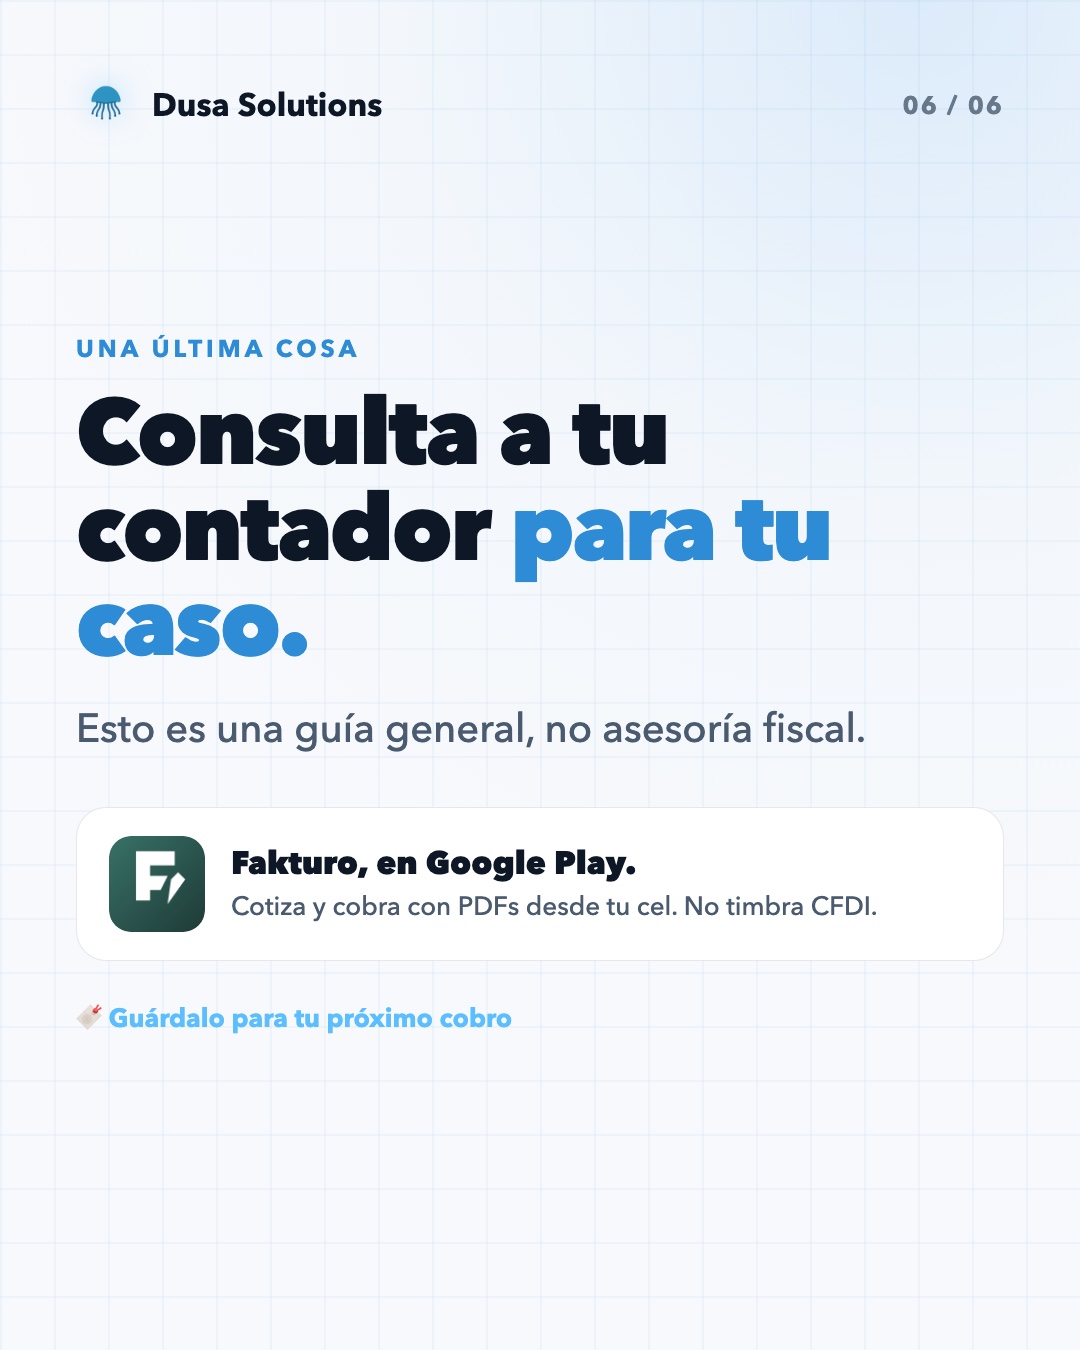 Dusa Solutions
06 / 06
UNA ÚLTIMA COSA
Consulta a tu
contador para tu
caso.
Esto es una guía general, no asesoría fiscal.
Fakturo, en Google Play.
Cotiza y cobra con PDFs desde tu cel. No timbra CFDI.
Guárdalo para tu próximo cobro